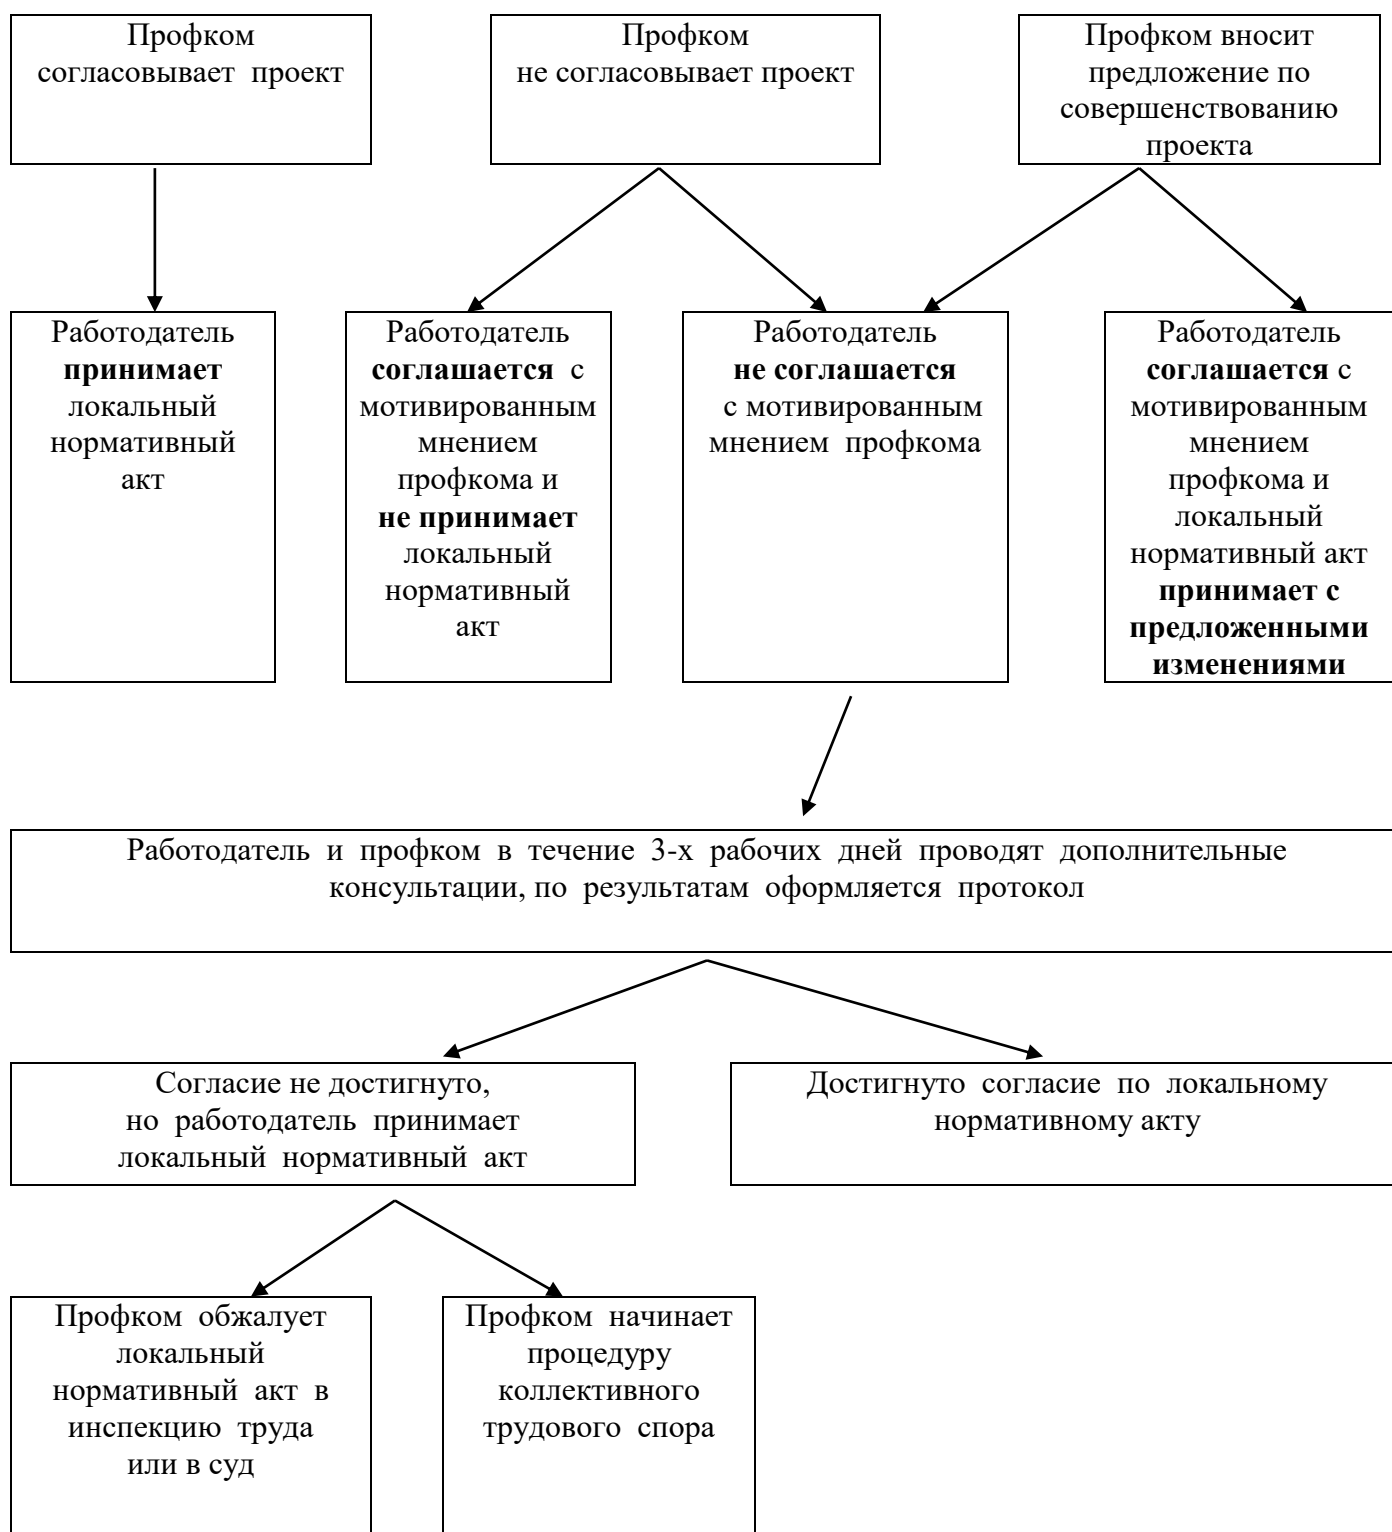 Профком
согласовывает проект
Профком
не согласовывает проект
Профком вносит
предложение по
совершенствованию
проекта
Работодатель
принимает
локальный
нормативный
акт
Работодатель
соглашается с
мотивированным
мнением
профкома и
не принимает
локальный
нормативный
акт
Работодатель
не соглашается
с мотивированным
мнением профкома
Работодатель
соглашается с
мотивированным
мнением
профкома и
локальный
нормативный акт
принимает с
предложенными
изменениями
Работодатель и профком в течение 3-х рабочих дней проводят дополнительные
консультации, по результатам оформляется протокол
Согласие не достигнуто,
но работодатель принимает
локальный нормативный акт
Достигнуто согласие по локальному
нормативному акту
Профком обжалует
локальный
нормативный акт в
инспекцию труда
или в суд
Профком начинает
процедуру
коллективного
трудового спора